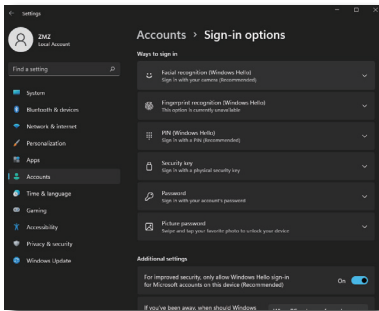 Settings
ZMZ
Local Account
Find a setting
System
Bluetooth & devices
Network & internet
Personalization
Apps
Accounts
Time & language
Gaming
Accessibility
Privacy & security
Windows Update
Accounts > Sign-in options
Ways to sign in
Facial recognition (Windows Hello)
Sign in with your camera (Recommended)
Fingerprint recognition (Windows Hello)
This option is currently unavailable
PIN (Windows Hello)
Sign in with a PIN (Recommended)
Security key
Sign in with a physical security key
Password
Sign in with your account's password
Picture password
Swipe and tap your favorite photo to unlock your device
Additional settings
For improved security, only allow Windows Hello sign-in
for Microsoft accounts on this device (Recommended)
On
If you've been away, when should Windows